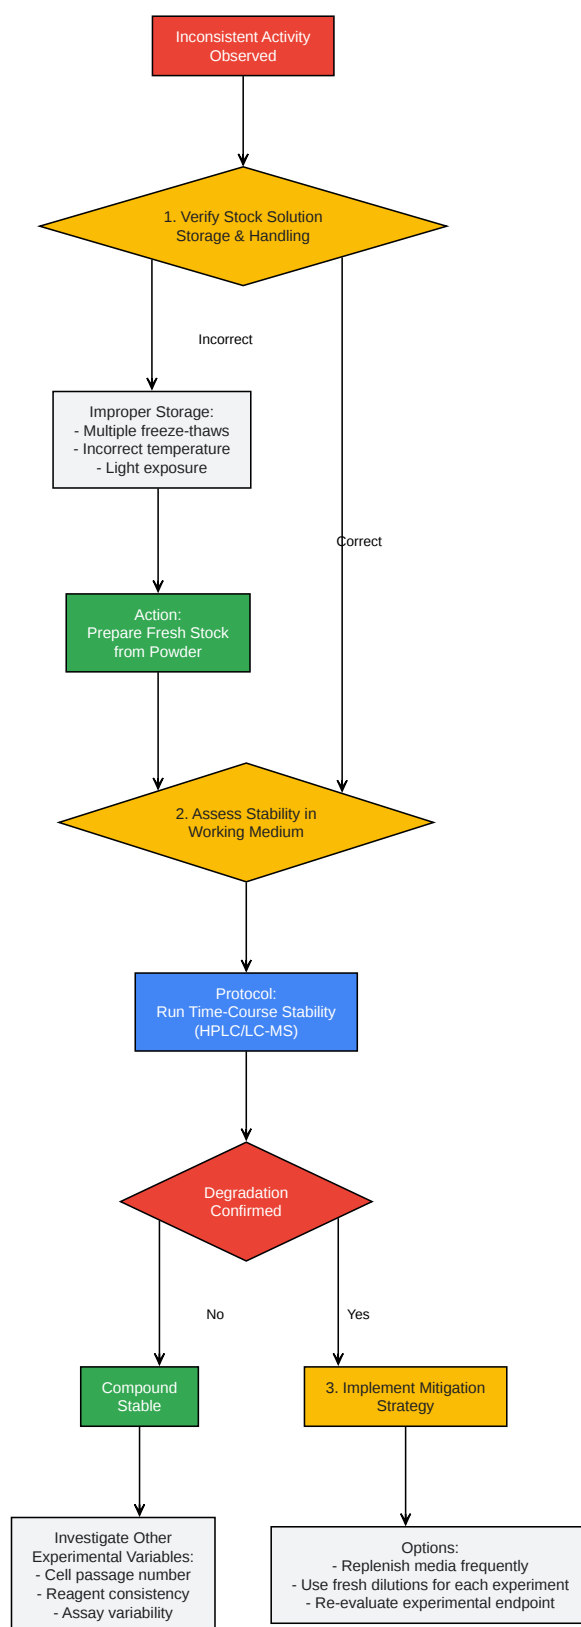 Inconsistent Activity
Observed
1. Verify Stock Solution
Storage & Handling
Incorrect
Improper Storage:
- Multiple freeze-thaws
- Incorrect temperature
- Light exposure
Correct
Action:
Prepare Fresh Stock
from Powder
2. Assess Stability in
Working Medium
Protocol:
Run Time-Course Stability
(HPLC/LC-MS)
Degradation
Confirmed
No
Yes
Compound
Stable
3. Implement Mitigation
Strategy
Investigate Other
Experimental Variables:
- Cell passage number
- Reagent consistency
- Assay variability
Options:
- Replenish media frequently
- Use fresh dilutions for each experiment
- Re-evaluate experimental endpoint